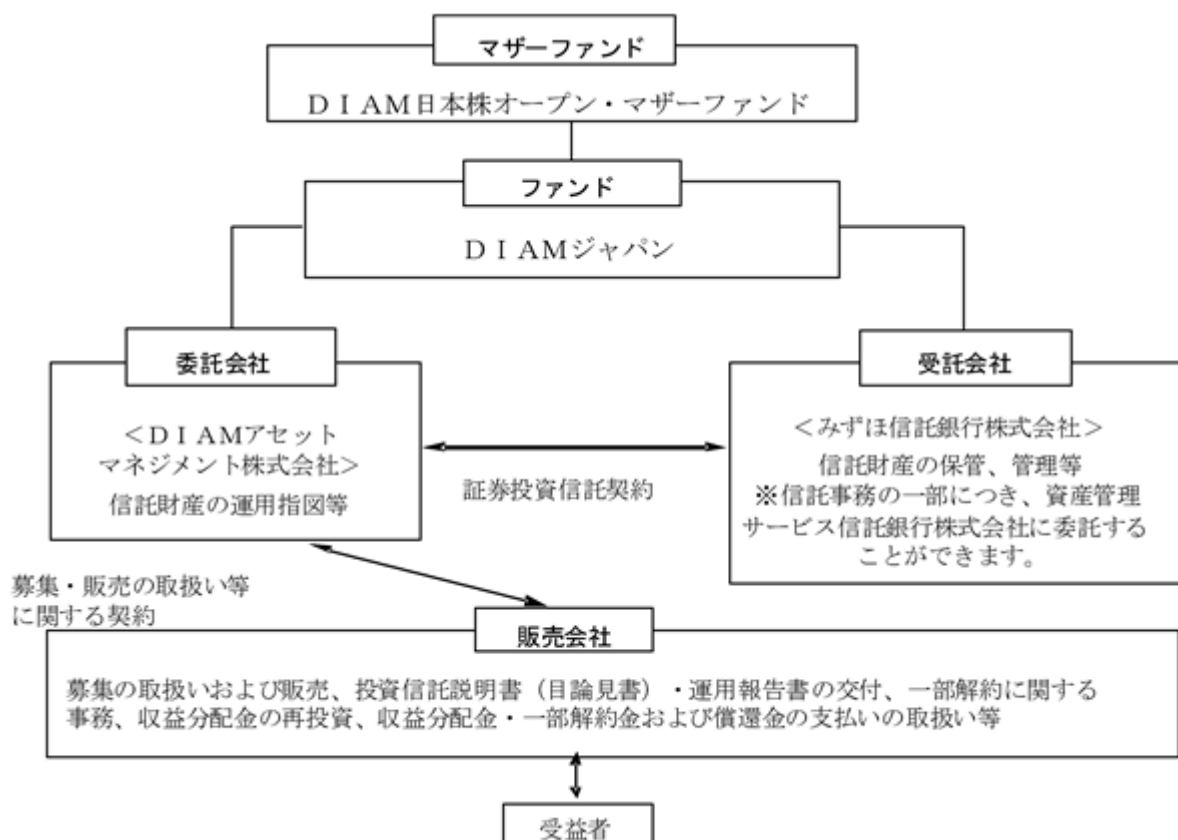 マザーファンド
ＤＩＡＭ日本株オープン・マザーファンド
ファンド
ＤＩＡＭジャパン
委託会社
＜ＤＩＡＭアセット
マネジメント株式会社＞
信託財産の運用指図等
証券投資信託契約
受託会社
＜みずほ信託銀行株式会社＞
信託財産の保管、管理等
※信託事務の一部につき、資産管理
サービス信託銀行株式会社に委託する
ことができます。
募集・販売の取扱い等
に関する契約
販売会社
募集の取扱いおよび販売、投資信託説明書（目論見書）・運用報告書の交付、一部解約に関する
事務、収益分配金の再投資、収益分配金・一部解約金および償還金の支払いの取扱い等
受益者